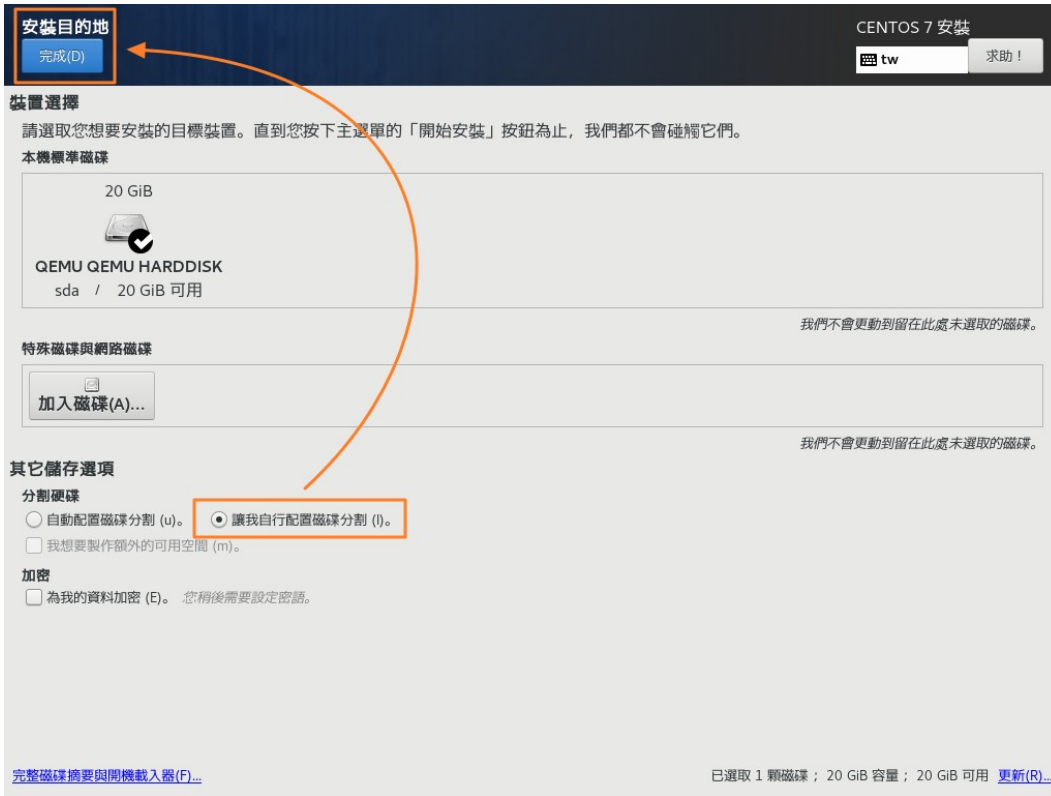 安裝目的地
CENTOS 7 安裝
完成(D)
tw
求助！
裝置選擇
請選取您想要安裝的目標裝置。直到您按下主選單的「開始安裝」按鈕為止，我們都不會碰觸它們。
本機標準磁碟
20 GiB
QEMU QEMU HARDDISK
sda / 20 GiB 可用
我們不會更動到留在此處未選取的磁碟。
特殊磁碟與網路磁碟
加入磁碟(A)...
我們不會更動到留在此處未選取的磁碟。
其它儲存選項
分割硬碟
自動配置磁碟分割 (u)。 讓我自行配置磁碟分割 (I)。
我想要製作額外的可用空間 (m)。
加密
為我的資料加密 (E)。 您稍後需要設定密語。
完整磁碟摘要與開機載入器(F)...
已選取 1 顆磁碟； 20 GiB 容量； 20 GiB 可用 更新(R)...